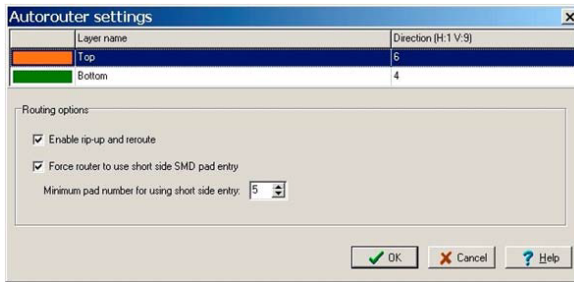 Autorouter settings
Layer name Direction (H:1 V:9)
Top 6
Bottom 4
Routing options
Enable rip-up and reroute
Force router to use short side SMD pad entry
Minimum pad number for using short side entry: 5
OK Cancel ? Help